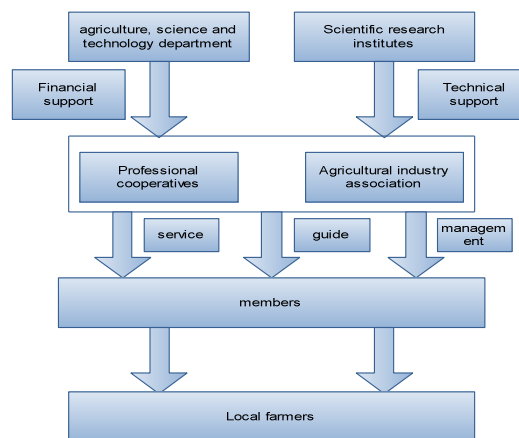 agriculture, science and
technology department
Scientific research
institutes
Financial
support
Technical
support
Professional
cooperatives
Agricultural industry
association
service
guide
managem
ent
members
Local farmers